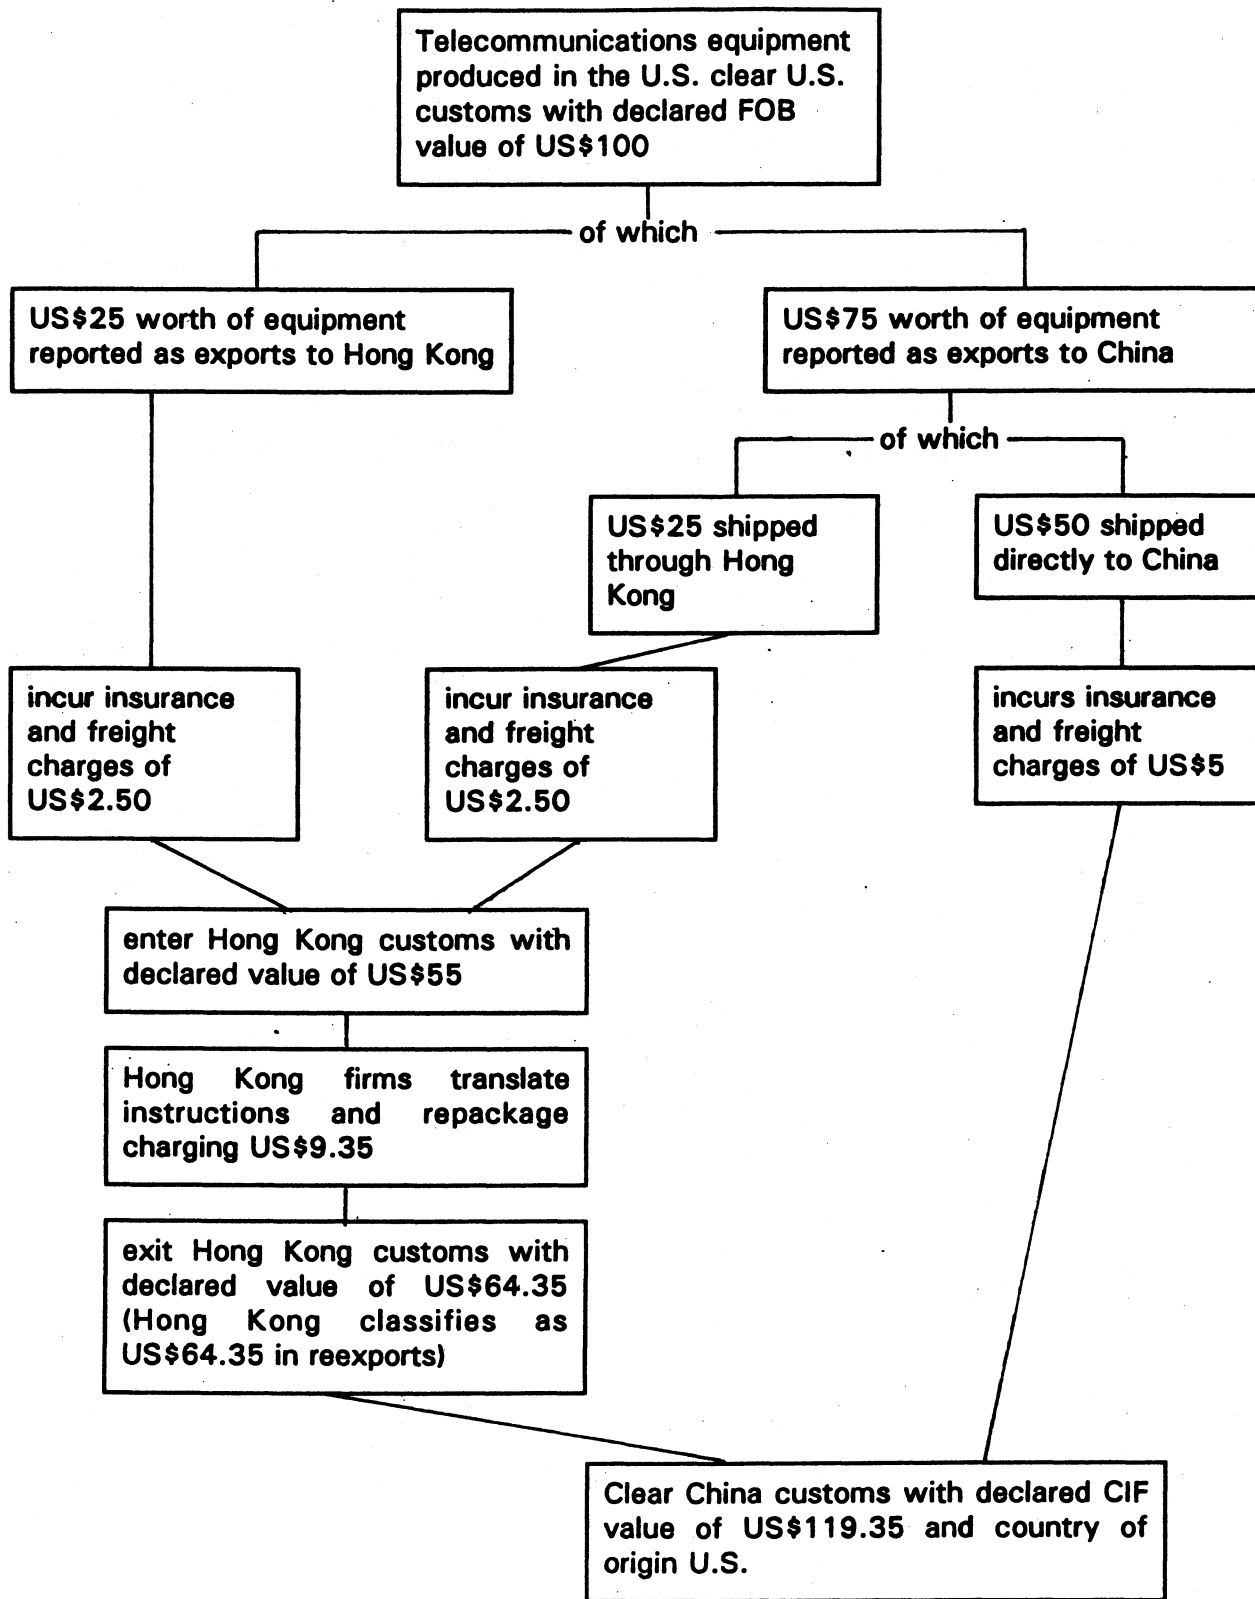 Telecommunications equipment
produced in the U.S. clear U.S.
customs with declared FOB
value of US$100
of which
US$25 worth of equipment
reported as exports to Hong Kong
US$75 worth of equipment
reported as exports to China
of which
US$25 shipped
through Hong
Kong
US$50 shipped
directly to China
incur insurance
and freight
charges of
US$2.50
incur insurance
and freight
charges of
US$2.50
incurs insurance
and freight
charges of US$5
enter Hong Kong customs with
declared value of US$55
Hong Kong firms translate
instructions and repackage
charging US$9.35
exit Hong Kong customs with
declared value of US$64.35
(Hong Kong classifies as
US$64.35 in reexports)
Clear China customs with declared CIF
value of US$119.35 and country of
origin U.S.